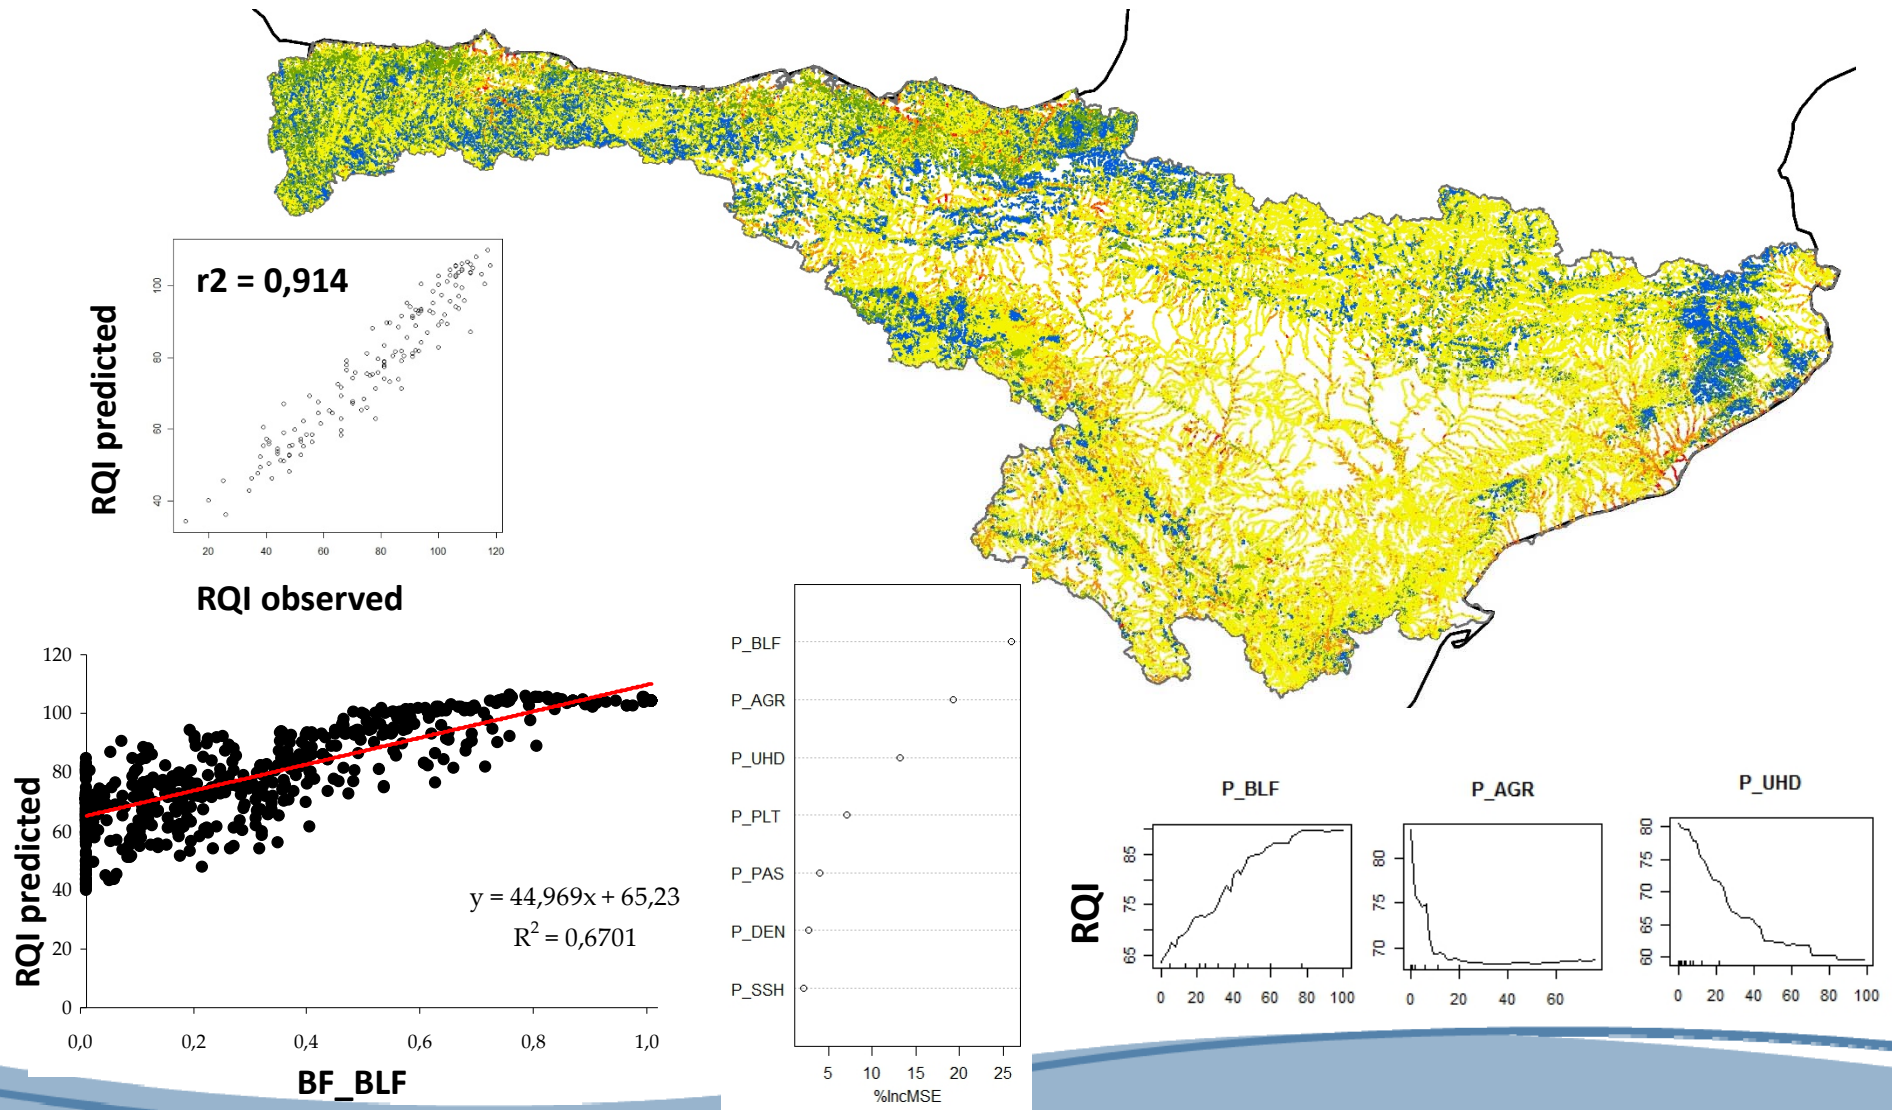 r2 = 0,914
RQI predicted
100
80
60
40
20
40
60
80
100
120
RQI observed
120
100
80
60
40
20
0
RQI predicted
y = 44,969x + 65,23
R² = 0,6701
0,0
0,2
0,4
0,6
0,8
1,0
BF_BLF
P_BLF
P_AGR
P_UHD
P_PLT
P_PAS
P_DEN
P_SSH
5
10
15
20
25
%IncMSE
RQI
P_BLF
85
75
65
0
20
40
60
80
100
P_AGR
80
75
70
0
20
40
60
P_UHD
80
75
70
65
60
0
20
40
60
80
100